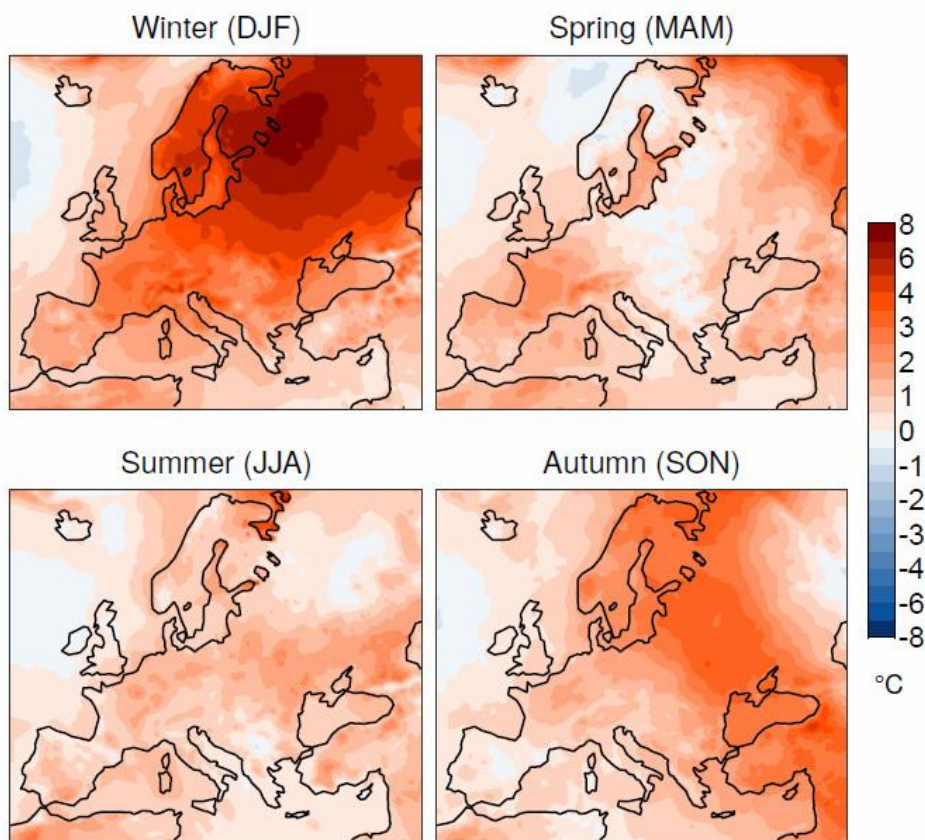 Winter (DJF)
Spring (MAM)
Summer (JJA)
Autumn (SON)
8
6
4
3
2
1
0
-1
-2
-3
-4
-6
-8
°C